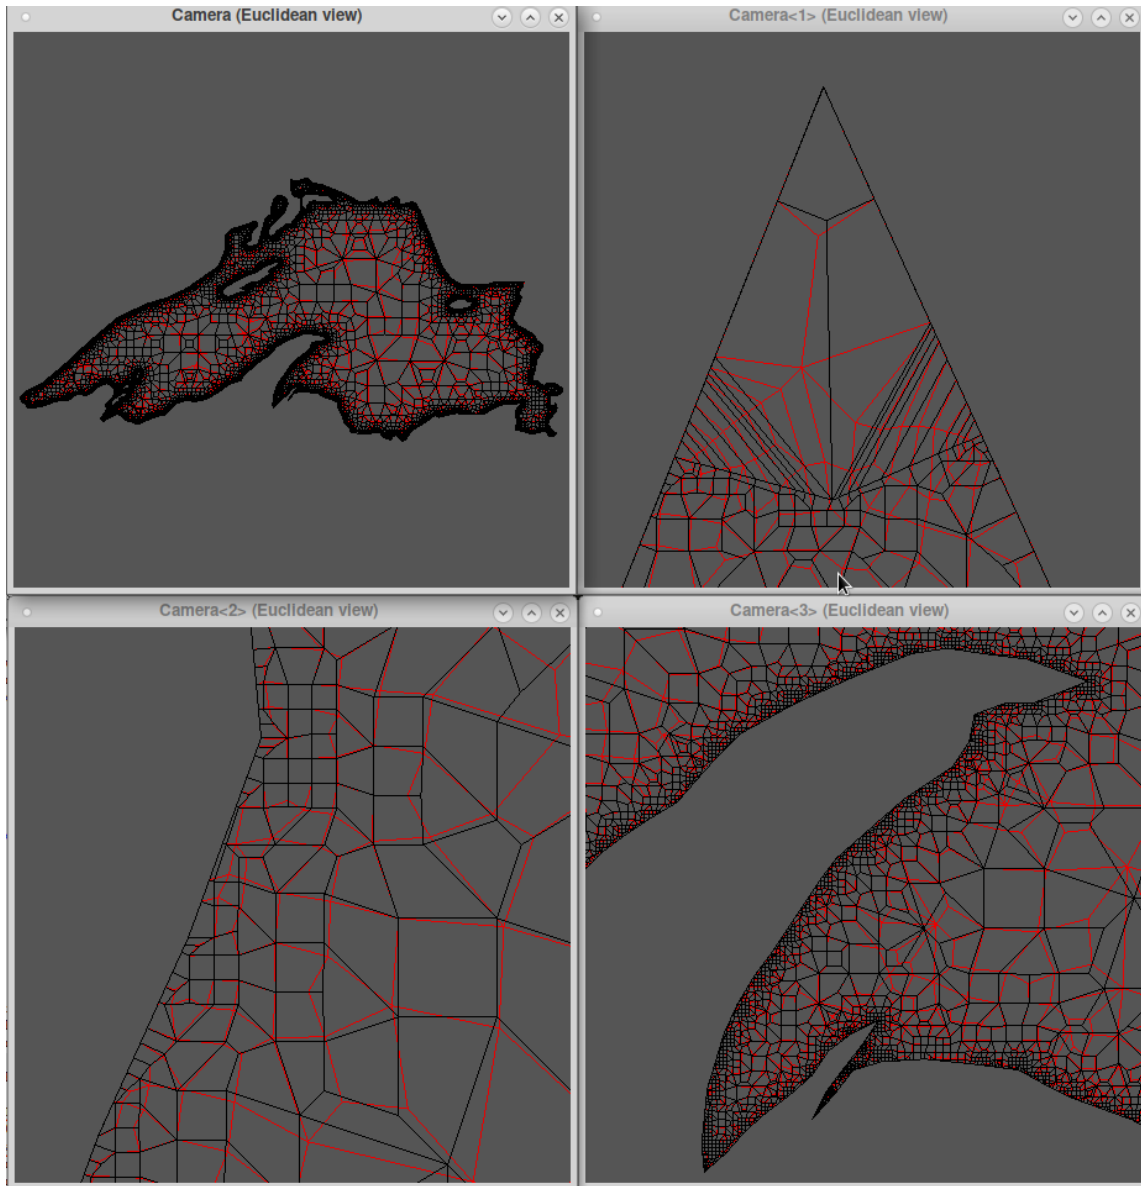 Camera (Euclidean view)
Camera<1> (Euclidean view)
Camera<2> (Euclidean view)
Camera<3> (Euclidean view)